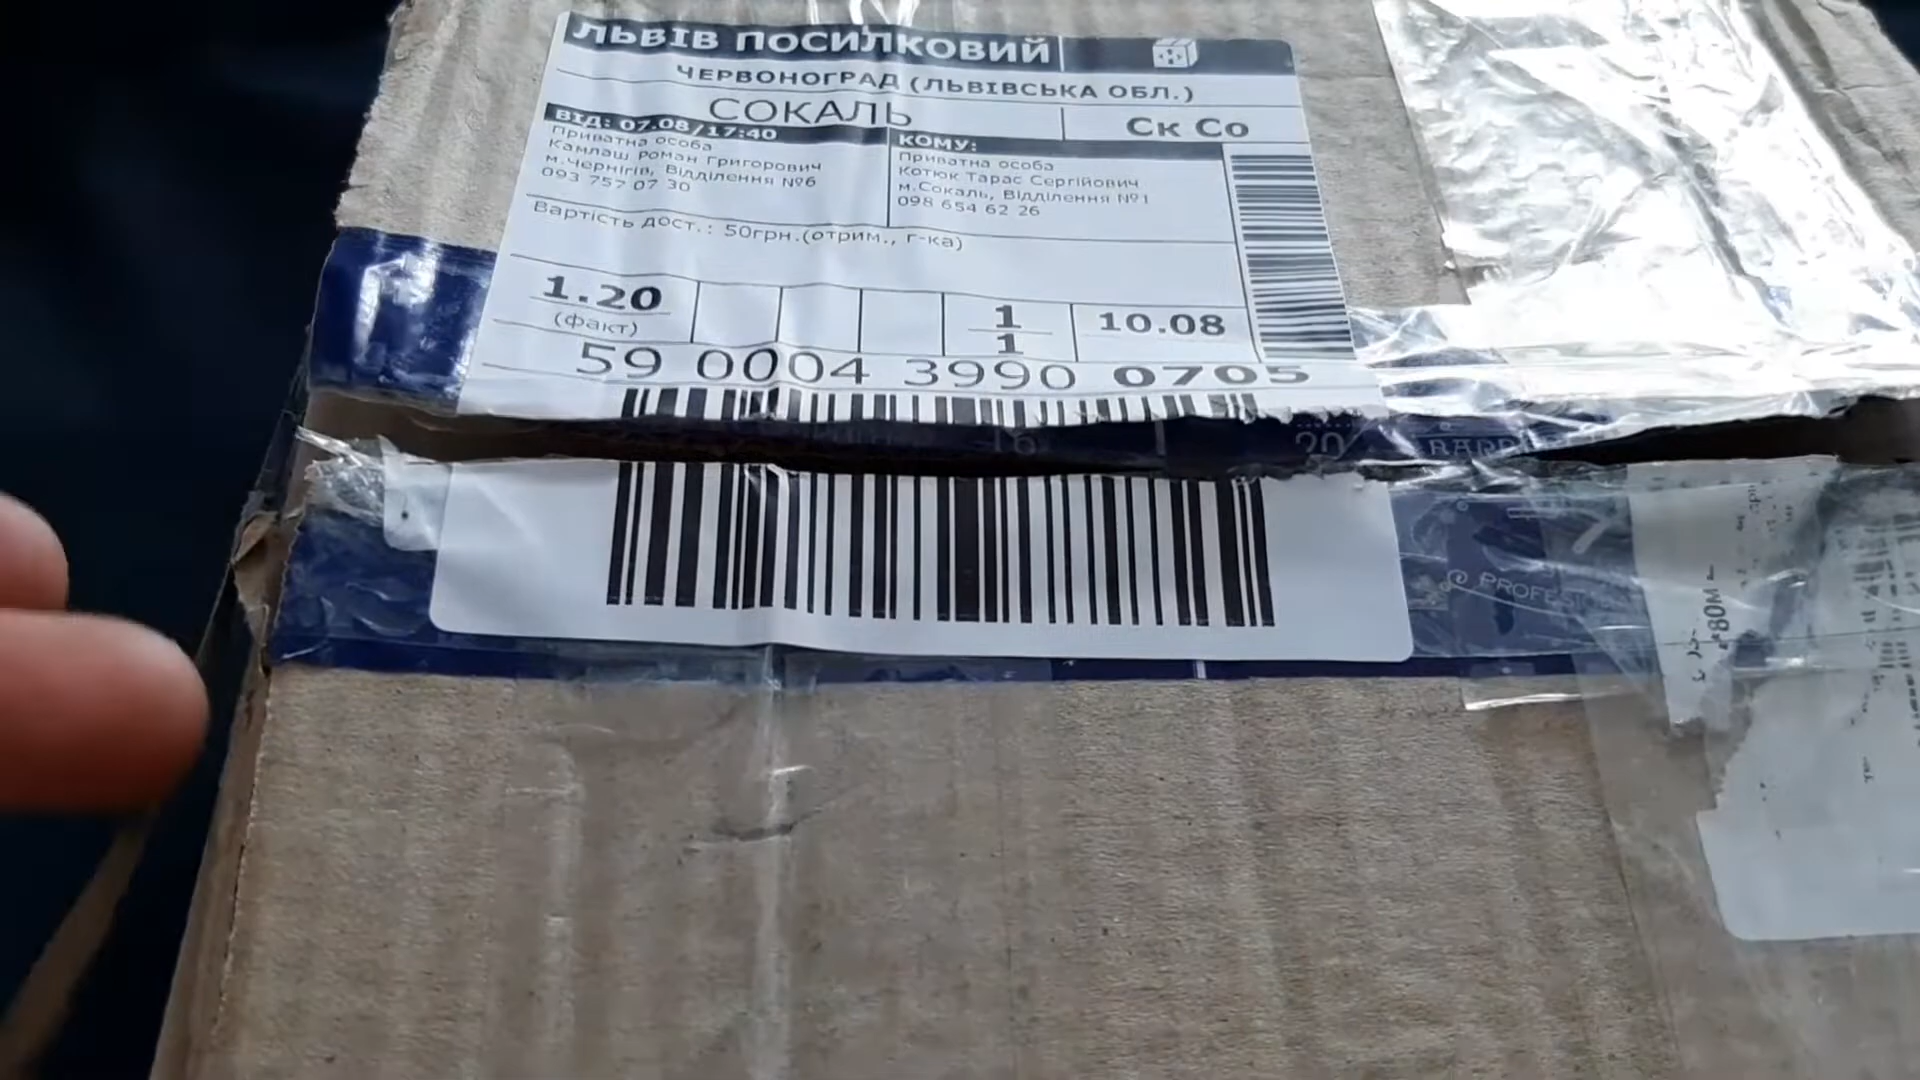 ЛЬВІВ ПОСИЛКОВИЙ
ЧЕРВОНОГРАД (ЛЬВІВСЬКА ОБЛ.)
СОКАЛЬ
Ск Со
ВІД: 07.08/17:40
Приватна особа
Камлаш Роман Григорович
м.Чернігів, Відділення №6
093 757 07 30
КОМУ:
Приватна особа
Котюк Тарас Сергійович
м.Сокаль, Відділення №1
098 654 62 26
Вартість дост.: 50грн.(отрим., г-ка)
1.20
(факт)
1
1
10.08
59 0004 3990 0705
16
20